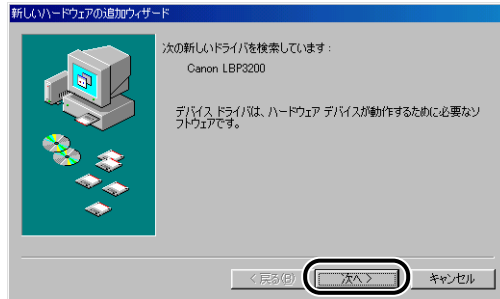 新しいハードウェアの追加ウィザード
次の新しいドライバを検索しています：
Canon LBP3200
デバイス ドライバは、ハードウェア デバイスが動作するために必要なソ
フトウェアです。
< 戻る(B)
次へ >
キャンセル